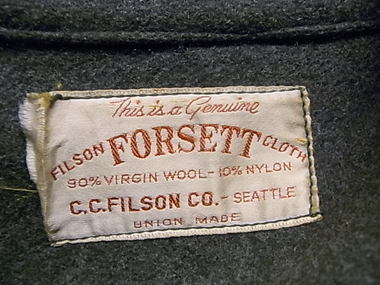 This is a Genuine
FILSON FORSETT CLOTH
90% VIRGIN WOOL - 10% NYLON
C.C. FILSON CO. - SEATTLE
UNION MADE